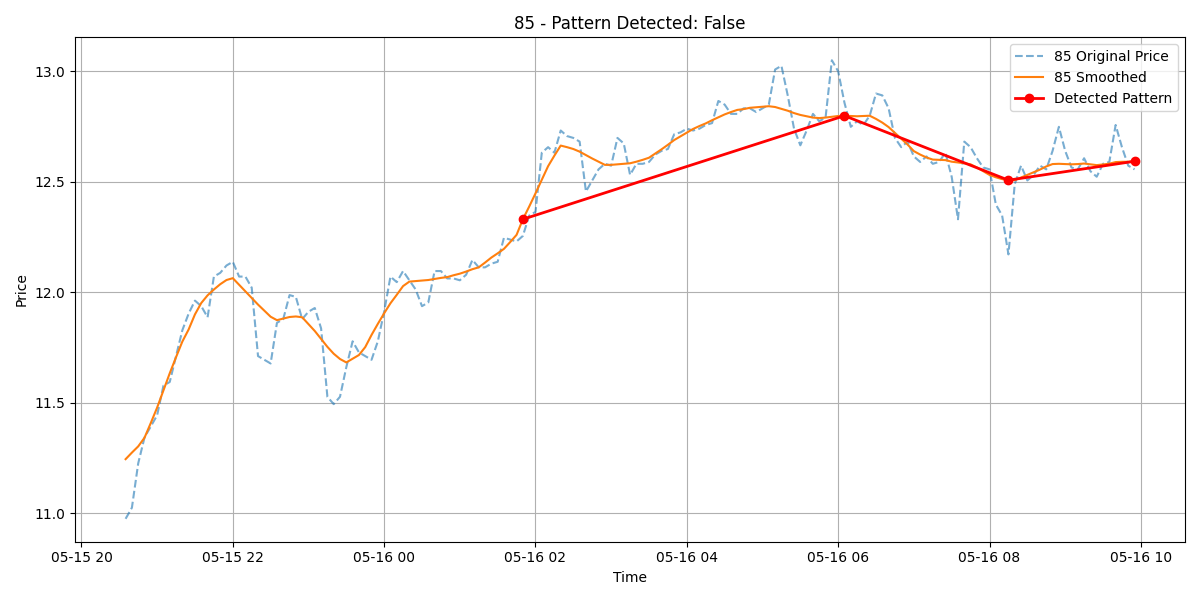 85 - Pattern Detected: False
85 Original Price
85 Smoothed
Detected Pattern
Price
13.0
12.5
12.0
11.5
11.0
05-15 20 05-15 22 05-16 00 05-16 02 05-16 04 05-16 06 05-16 08 05-16 10
Time